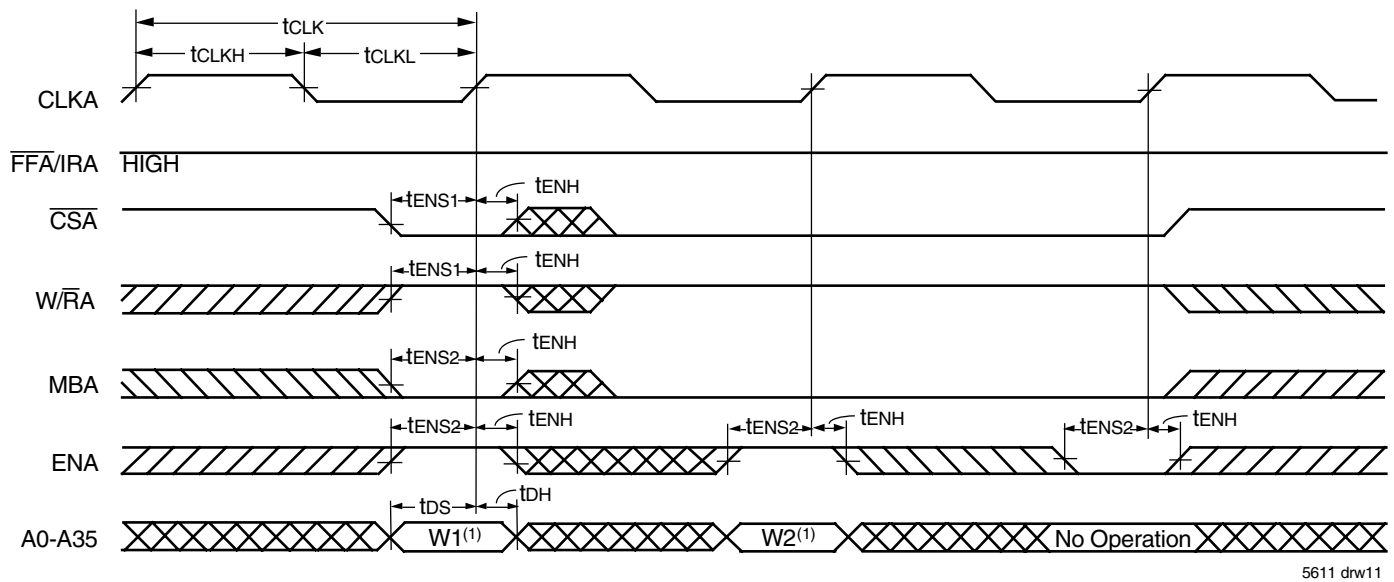 tCLK
tCLKH tCLKL
CLKA
FFA/IRA HIGH
tENS1 tENH
CSA
tENS1 tENH
W/RA
tENS2 tENH
MBA
tENS2 tENH tENS2 tENH tENS2 tENH
ENA
tDS tDH
A0-A35 W1(1) W2(1) No Operation
5611 drw11